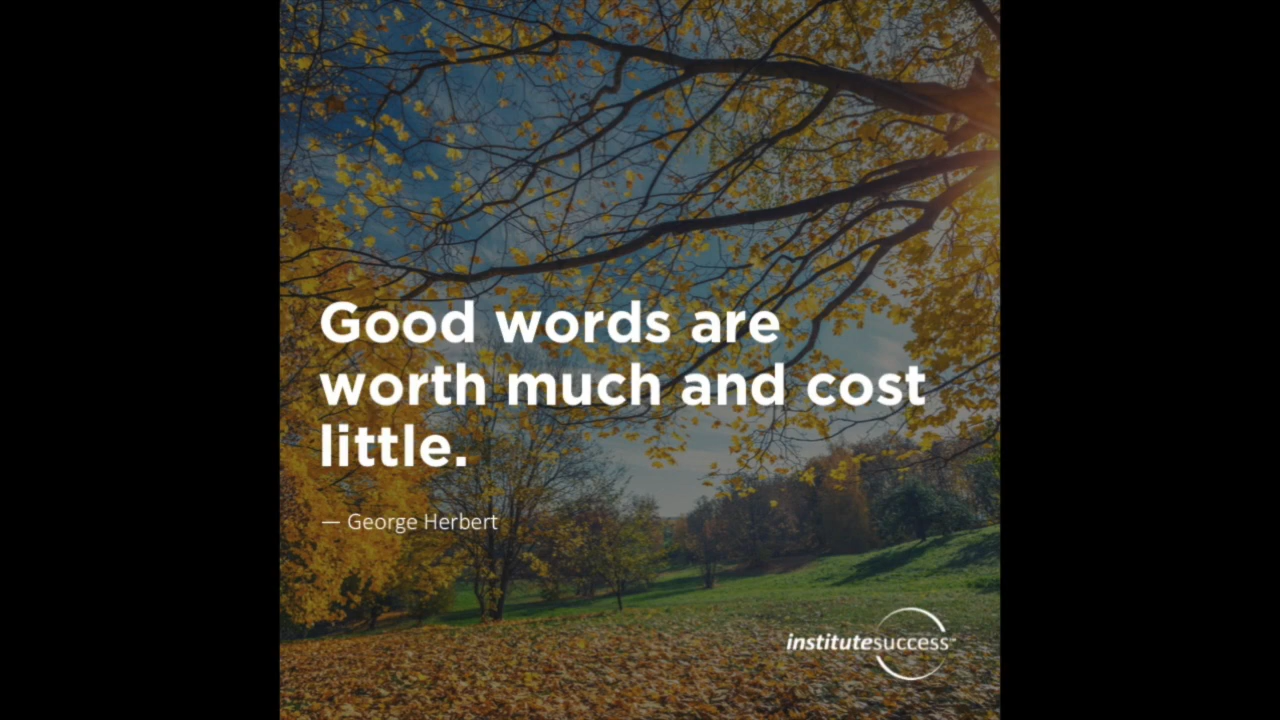 Good words are
worth much and cost
little.
— George Herbert
institutesuccess